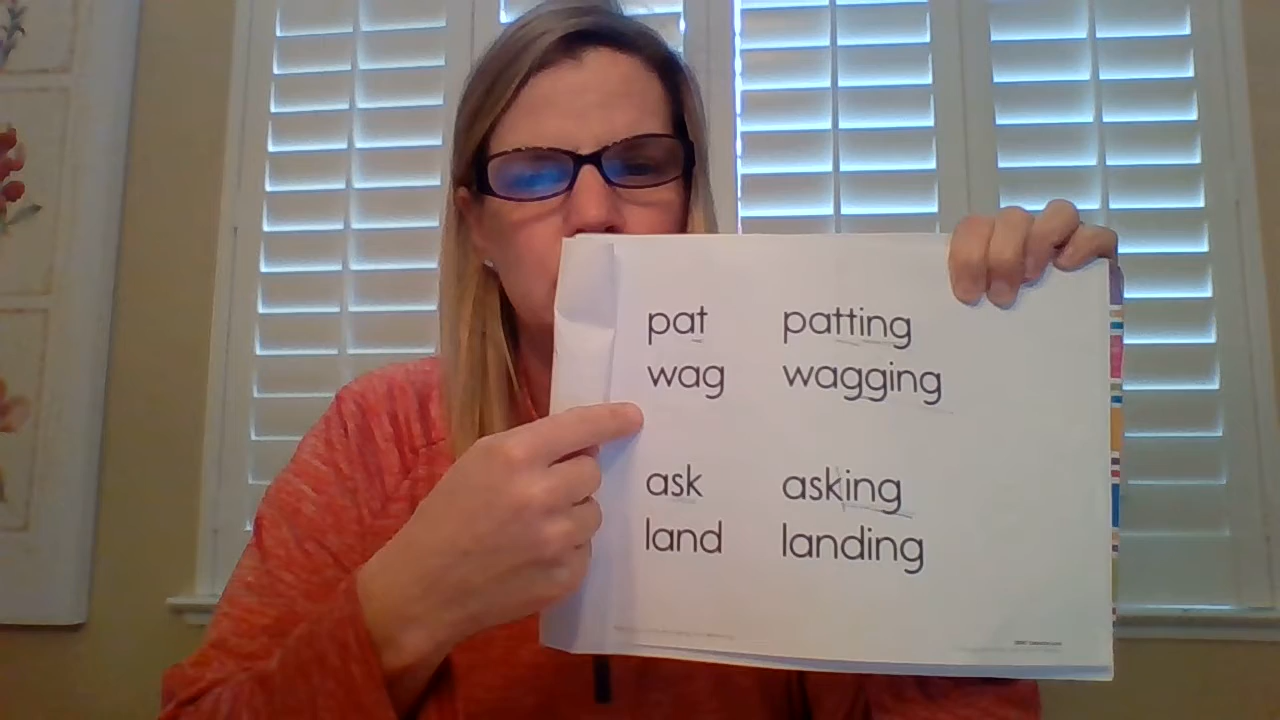 pat patting
wag wagging
ask asking
land landing